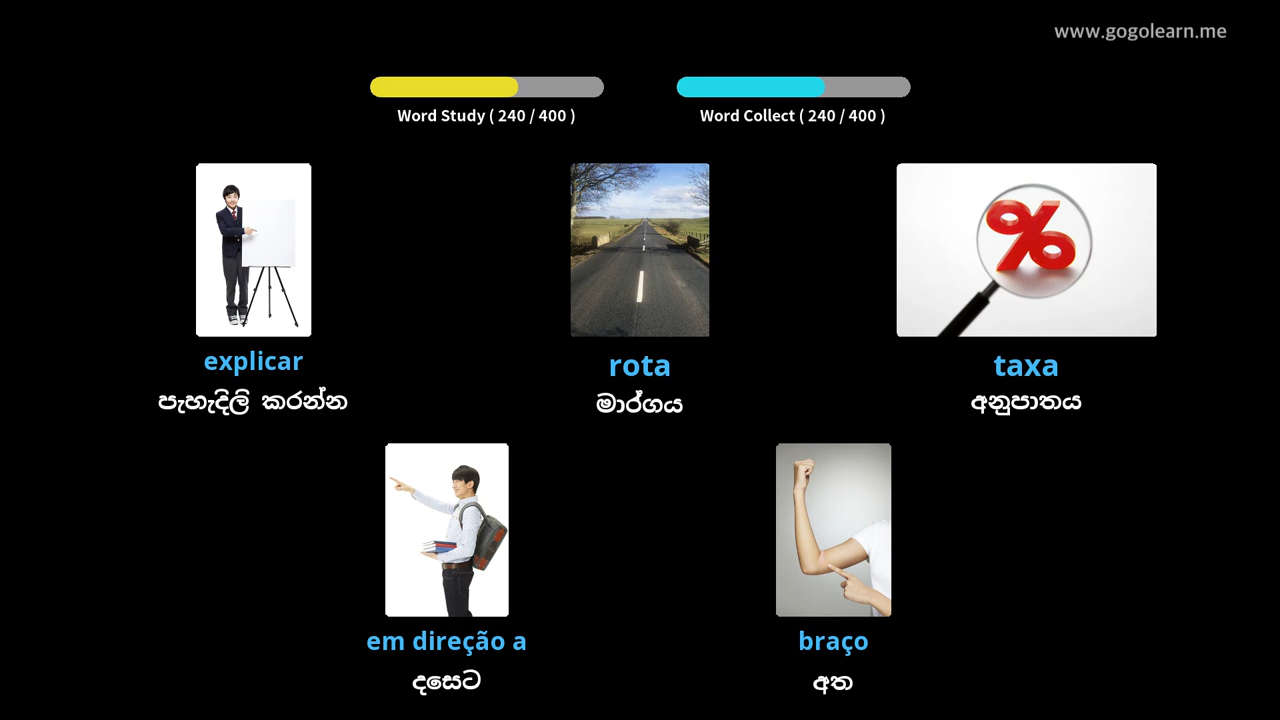 www.gogolearn.me
Word Study ( 240 / 400 )
Word Collect ( 240 / 400 )
explicar
පැහැදිලි කරන්න
rota
මාර්ගය
taxa
අනුපාතය
em direção a
දසෙට
braço
අත